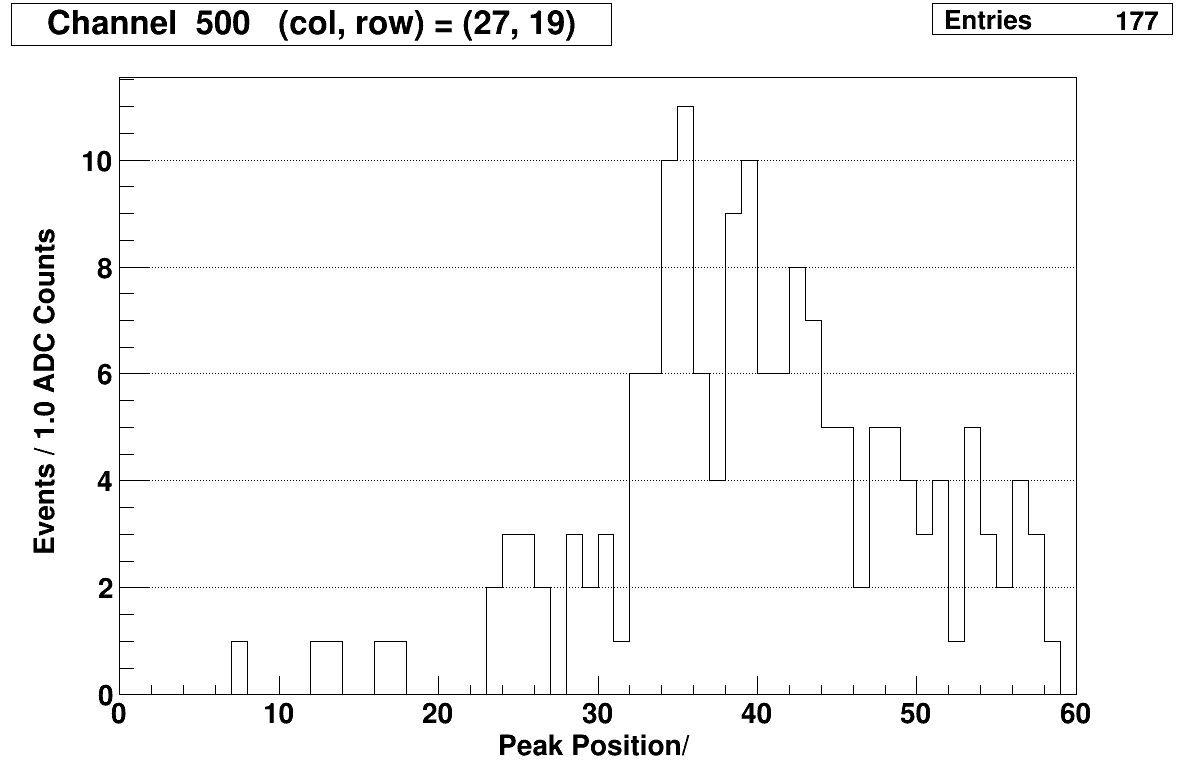 Channel  500   (col, row) = (27, 19)
Entries 177
10
8
6
4
2
0
0 10 20 30 40 50 60
Events / 1.0 ADC Counts
Peak Position/